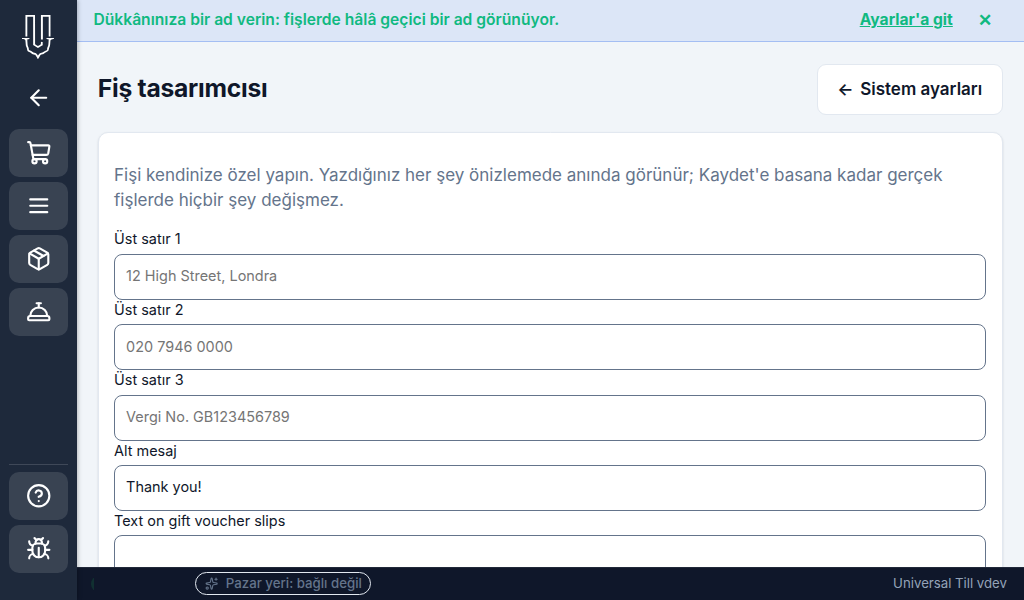 Dükkânınıza bir ad verin: fişlerde hâlâ geçici bir ad görünüyor.
Ayarlar'a git ×
Fiş tasarımcısı
← Sistem ayarları
Fişi kendinize özel yapın. Yazdığınız her şey önizlemede anında görünür; Kaydet'e basana kadar gerçek
fişlerde hiçbir şey değişmez.
Üst satır 1
12 High Street, Londra
Üst satır 2
020 7946 0000
Üst satır 3
Vergi No. GB123456789
Alt mesaj
Thank you!
Text on gift voucher slips
Pazar yeri: bağlı değil
Universal Till vdev